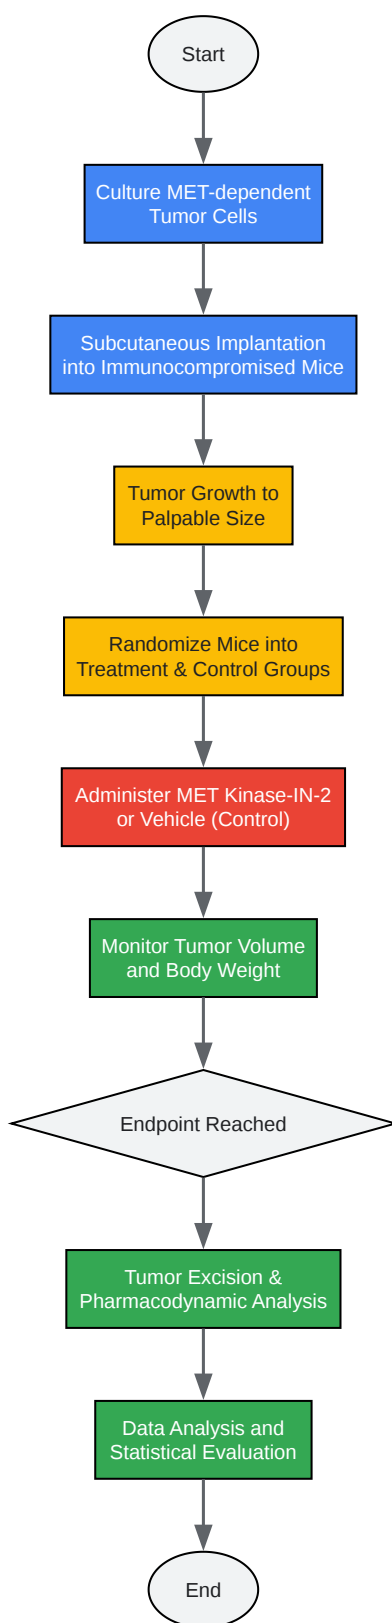 Start
Culture MET-dependent
Tumor Cells
Subcutaneous Implantation
into Immunocompromised Mice
Tumor Growth to
Palpable Size
Randomize Mice into
Treatment & Control Groups
Administer MET Kinase-IN-2
or Vehicle (Control)
Monitor Tumor Volume
and Body Weight
Endpoint Reached
Tumor Excision &
Pharmacodynamic Analysis
Data Analysis and
Statistical Evaluation
End